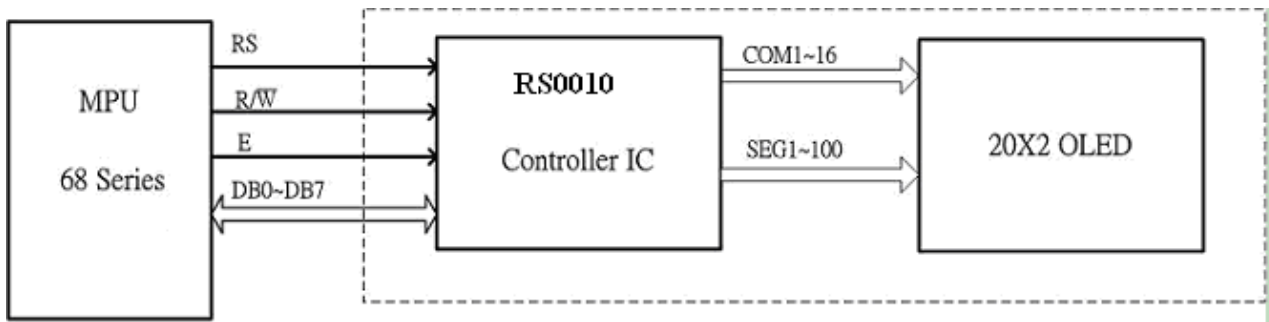 MPU
68 Series
RS
R/W
E
DB0~DB7
RS0010
Controller IC
COM1~16
SEG1~100
20X2 OLED